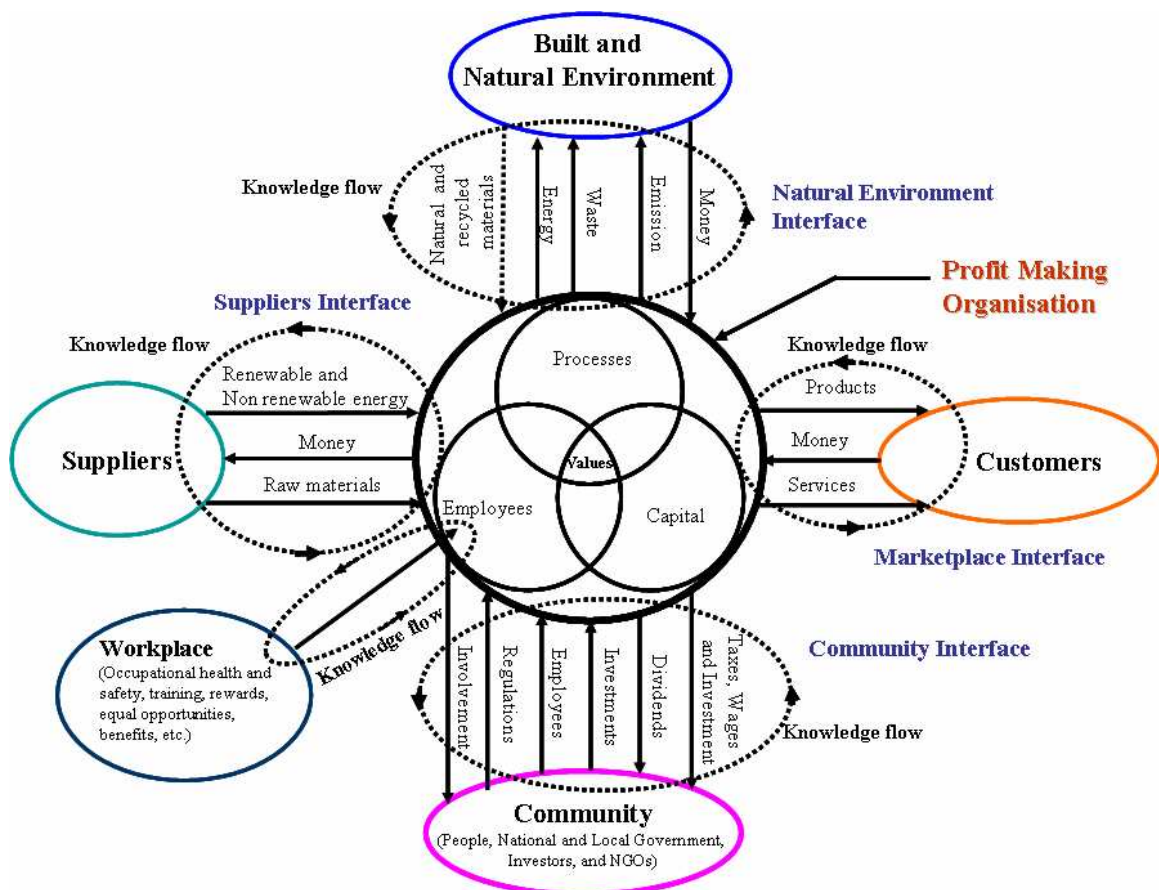 Built and
Natural Environment
Knowledge flow
Natural and
recycled
materials
Energy
Waste
Emission
Money
Natural Environment
Interface
Profit Making
Organisation
Suppliers Interface
Knowledge flow
Renewable and
Non renewable energy
Money
Raw materials
Suppliers
Processes
Values
Employees
Capital
Knowledge flow
Products
Money
Services
Customers
Marketplace Interface
Workplace
(Occupational health and
safety, training, rewards,
equal opportunities,
benefits, etc.)
Knowledge flow
Involvement
Regulations
Employees
Investments
Dividends
Taxes, Wages
and Investment
Community Interface
Knowledge flow
Community
(People, National and Local Government,
Investors, and NGOs)